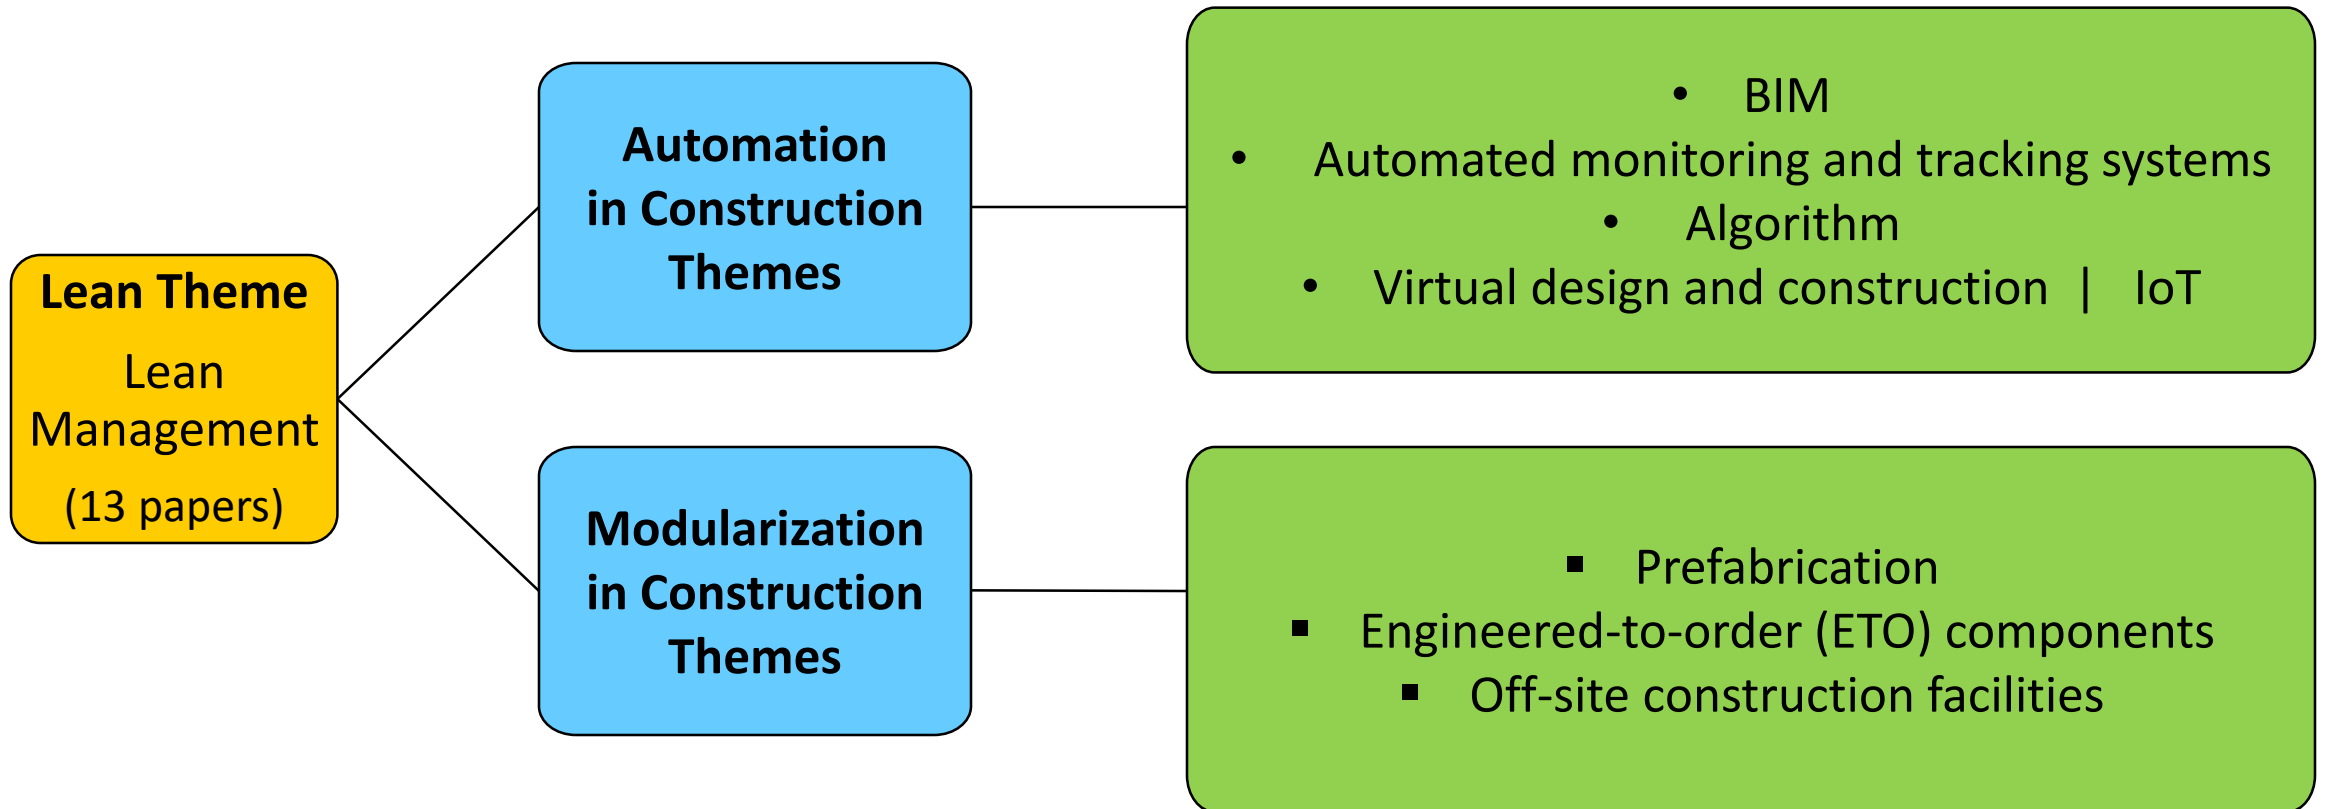 Lean Theme
Lean
Management
(13 papers)
Automation
in Construction
Themes
• BIM
• Automated monitoring and tracking systems
• Algorithm
• Virtual design and construction | IoT
Modularization
in Construction
Themes
▪ Prefabrication
▪ Engineered-to-order (ETO) components
▪ Off-site construction facilities